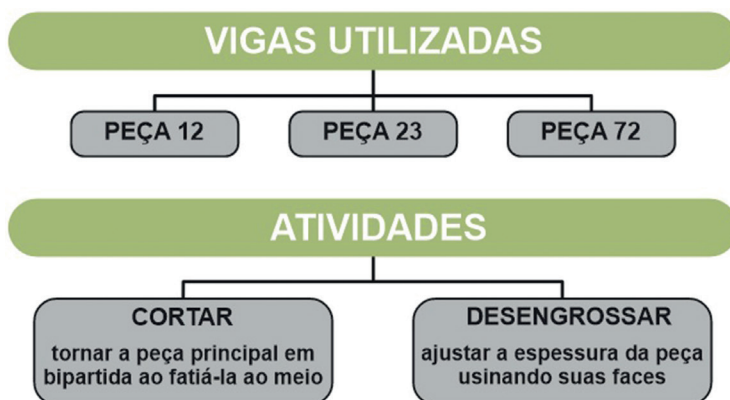 VIGAS UTILIZADAS
PEÇA 12
PEÇA 23
PEÇA 72
ATIVIDADES
CORTAR
tornar a peça principal em
bipartida ao fatiá-la ao meio
DESENGROSSAR
ajustar a espessura da peça
usinando suas faces